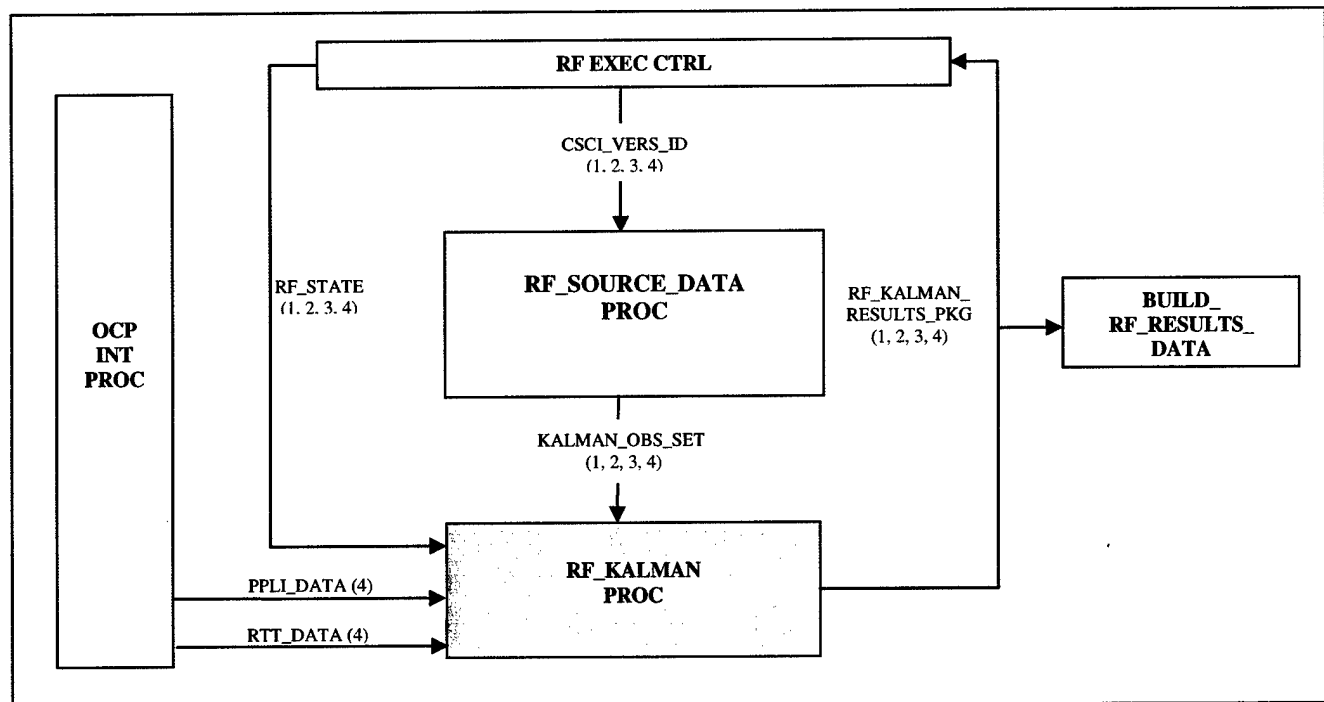 RF EXEC CTRL
CSCI_VERS_ID
(1, 2, 3, 4)
RF_SOURCE_DATA
PROC
RF_STATE
(1, 2, 3, 4)
RF_KALMAN_
RESULTS_PKG
(1, 2, 3, 4)
BUILD_
RF_RESULTS_
DATA
OCP
INT
PROC
KALMAN_OBS_SET
(1, 2, 3, 4)
RF_KALMAN
PROC
PPLI_DATA (4)
RTT_DATA (4)